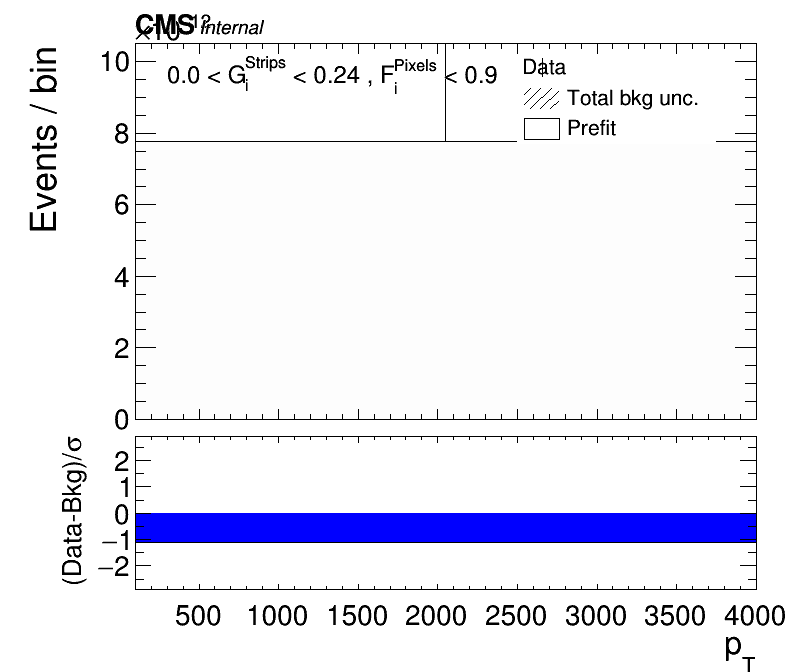 CMS Internal
Events / bin
10
8
6
4
2
0
0.0 < G_i^Strips < 0.24 , F_i^Pixels < 0.9
Data
Total bkg unc.
Prefit
(Data-Bkg)/σ
2
1
0
−1
−2
500 1000 1500 2000 2500 3000 3500 4000
p_T